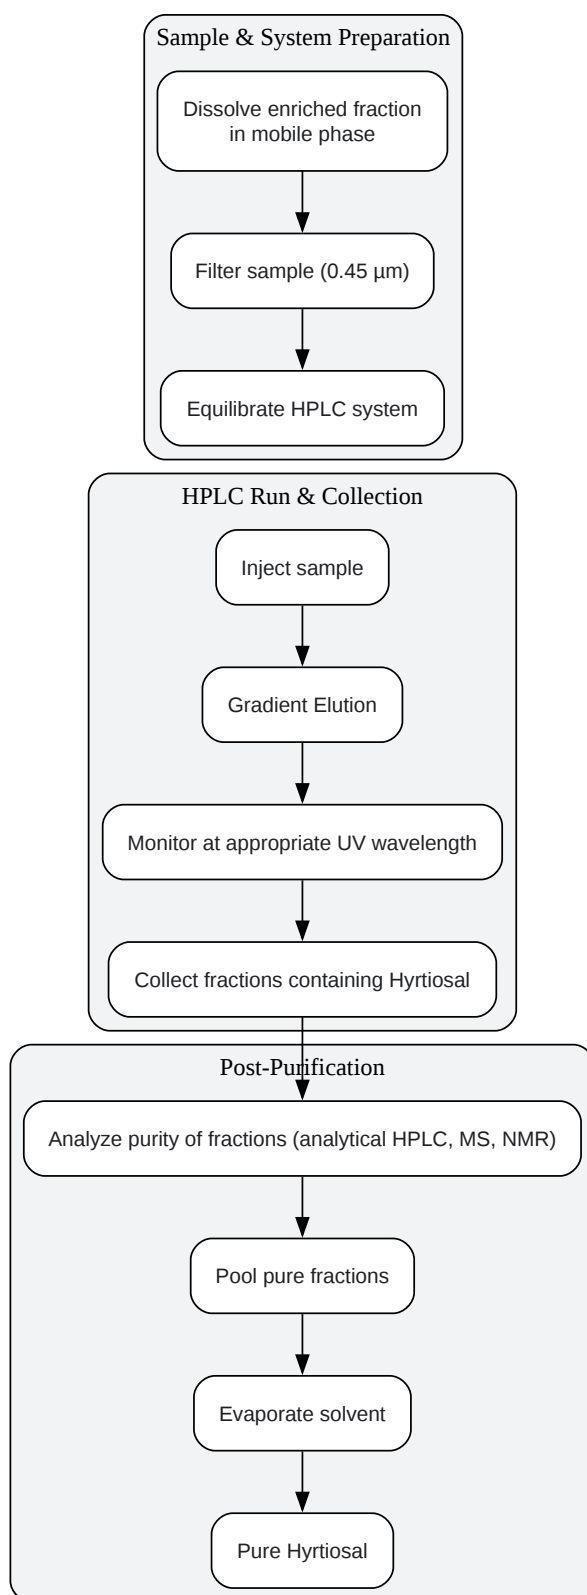 Sample & System Preparation
Dissolve enriched fraction
in mobile phase
Filter sample (0.45 µm)
Equilibrate HPLC system
HPLC Run & Collection
Inject sample
Gradient Elution
Monitor at appropriate UV wavelength
Collect fractions containing Hyrtiosal
Post-Purification
Analyze purity of fractions (analytical HPLC, MS, NMR)
Pool pure fractions
Evaporate solvent
Pure Hyrtiosal